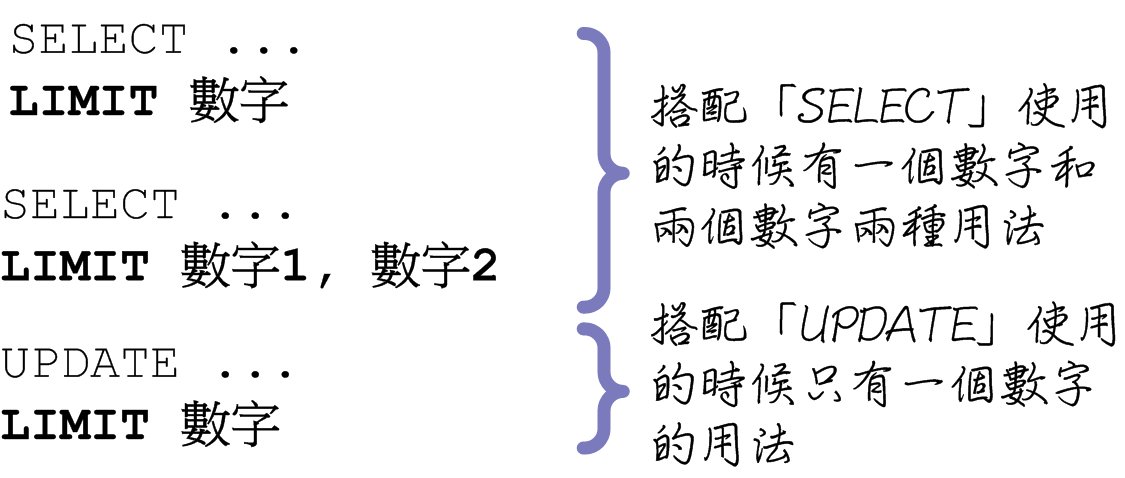 SELECT ...
LIMIT 數字
SELECT ...
LIMIT 數字1, 數字2
搭配「SELECT」使用
的時候有一個數字和
兩個數字兩種用法
UPDATE ...
LIMIT 數字
搭配「UPDATE」使用
的時候只有一個數字
的用法